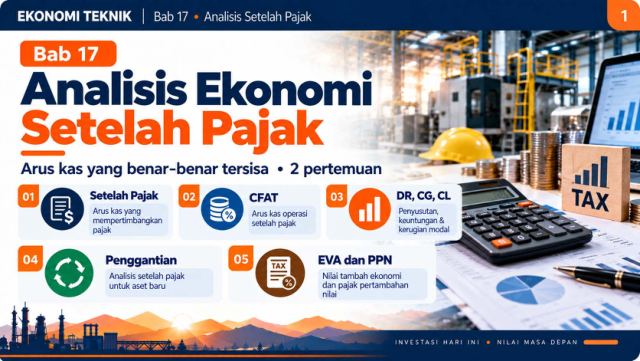 EKONOMI TEKNIK | Bab 17 • Analisis Setelah Pajak
1
Bab 17
Analisis Ekonomi
Setelah Pajak
Arus kas yang benar-benar tersisa • 2 pertemuan
01
Setelah Pajak
Arus kas yang
mempertimbangkan
pajak
02
CFAT
Arus kas operasi
setelah pajak
03
DR, CG, CL
Penyusutan,
keuntungan &
kerugian modal
04
Penggantian
Analisis setelah pajak
untuk aset baru
05
TAX
EVA dan PPN
Nilai tambah ekonomi
dan pajak pertambahan
nilai
TAX
INVESTASI HARI INI • NILAI MASA DEPAN